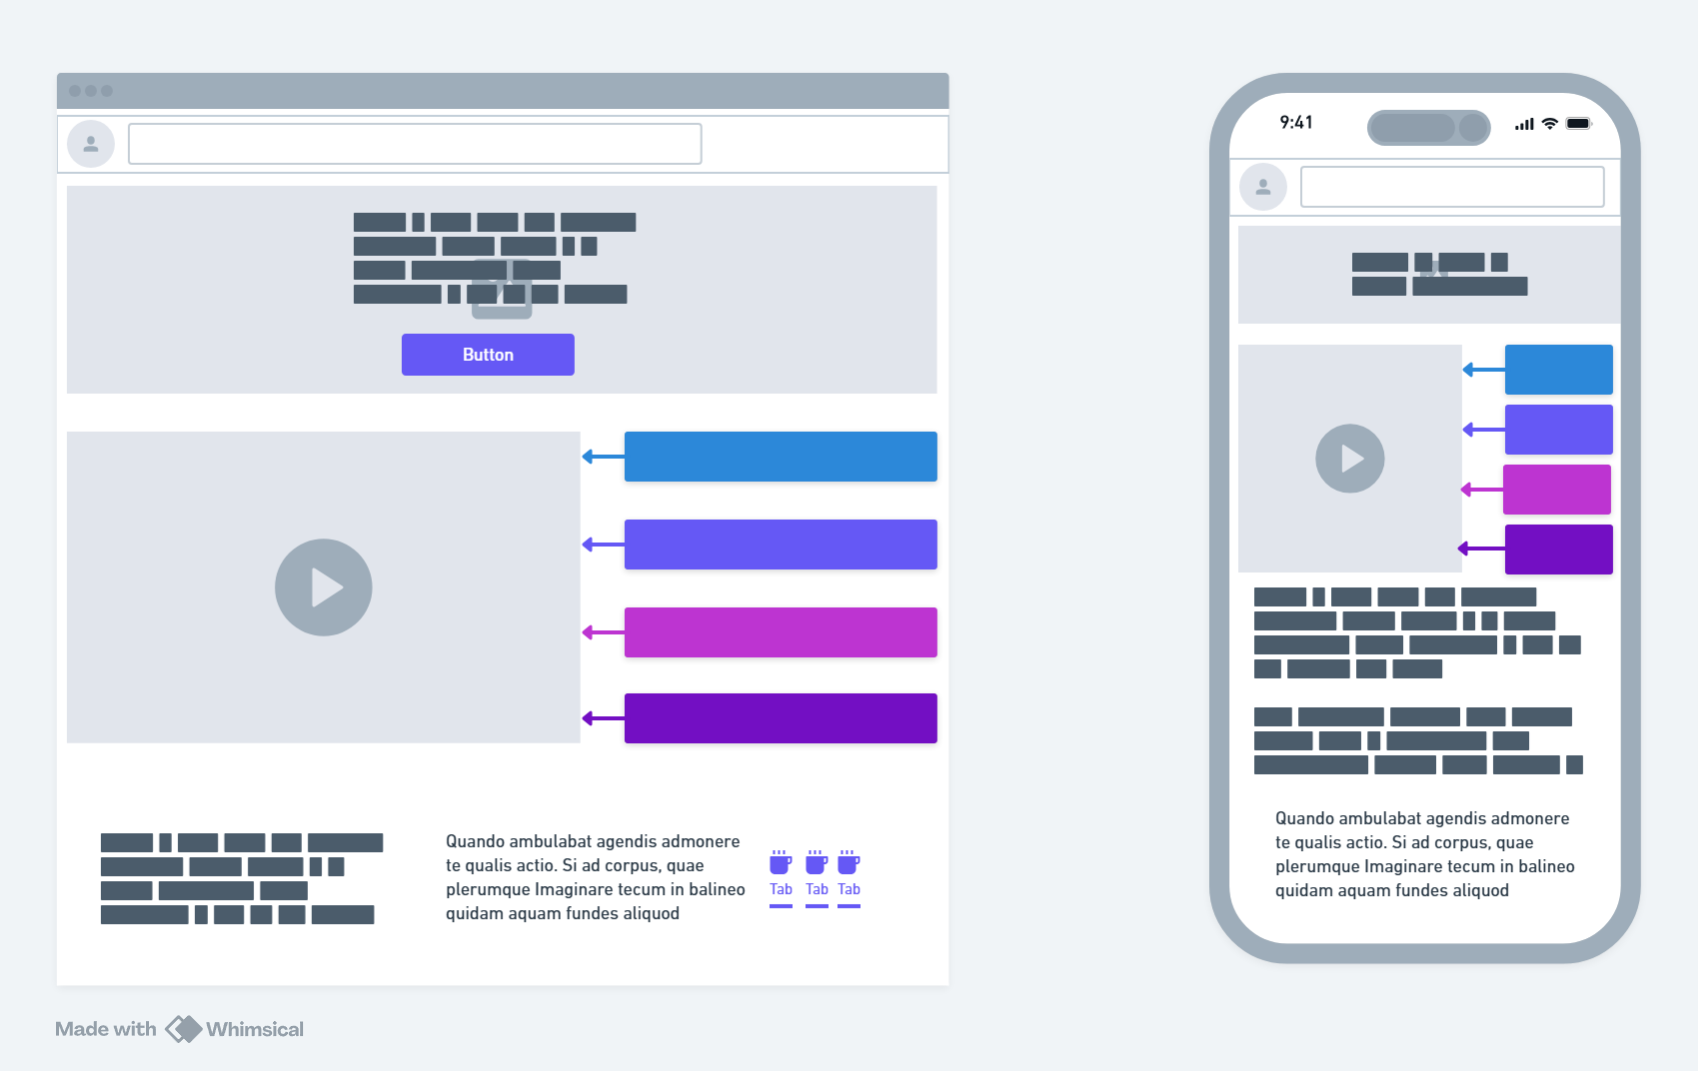 9:41
Button
Quando ambulabat agendis admonere
te qualis actio. Si ad corpus, quae
plerumque Imaginare tecum in balineo
quidam aquam fundes aliquod
Tab Tab Tab
Quando ambulabat agendis admonere
te qualis actio. Si ad corpus, quae
plerumque Imaginare tecum in balineo
quidam aquam fundes aliquod
Made with Whimsical